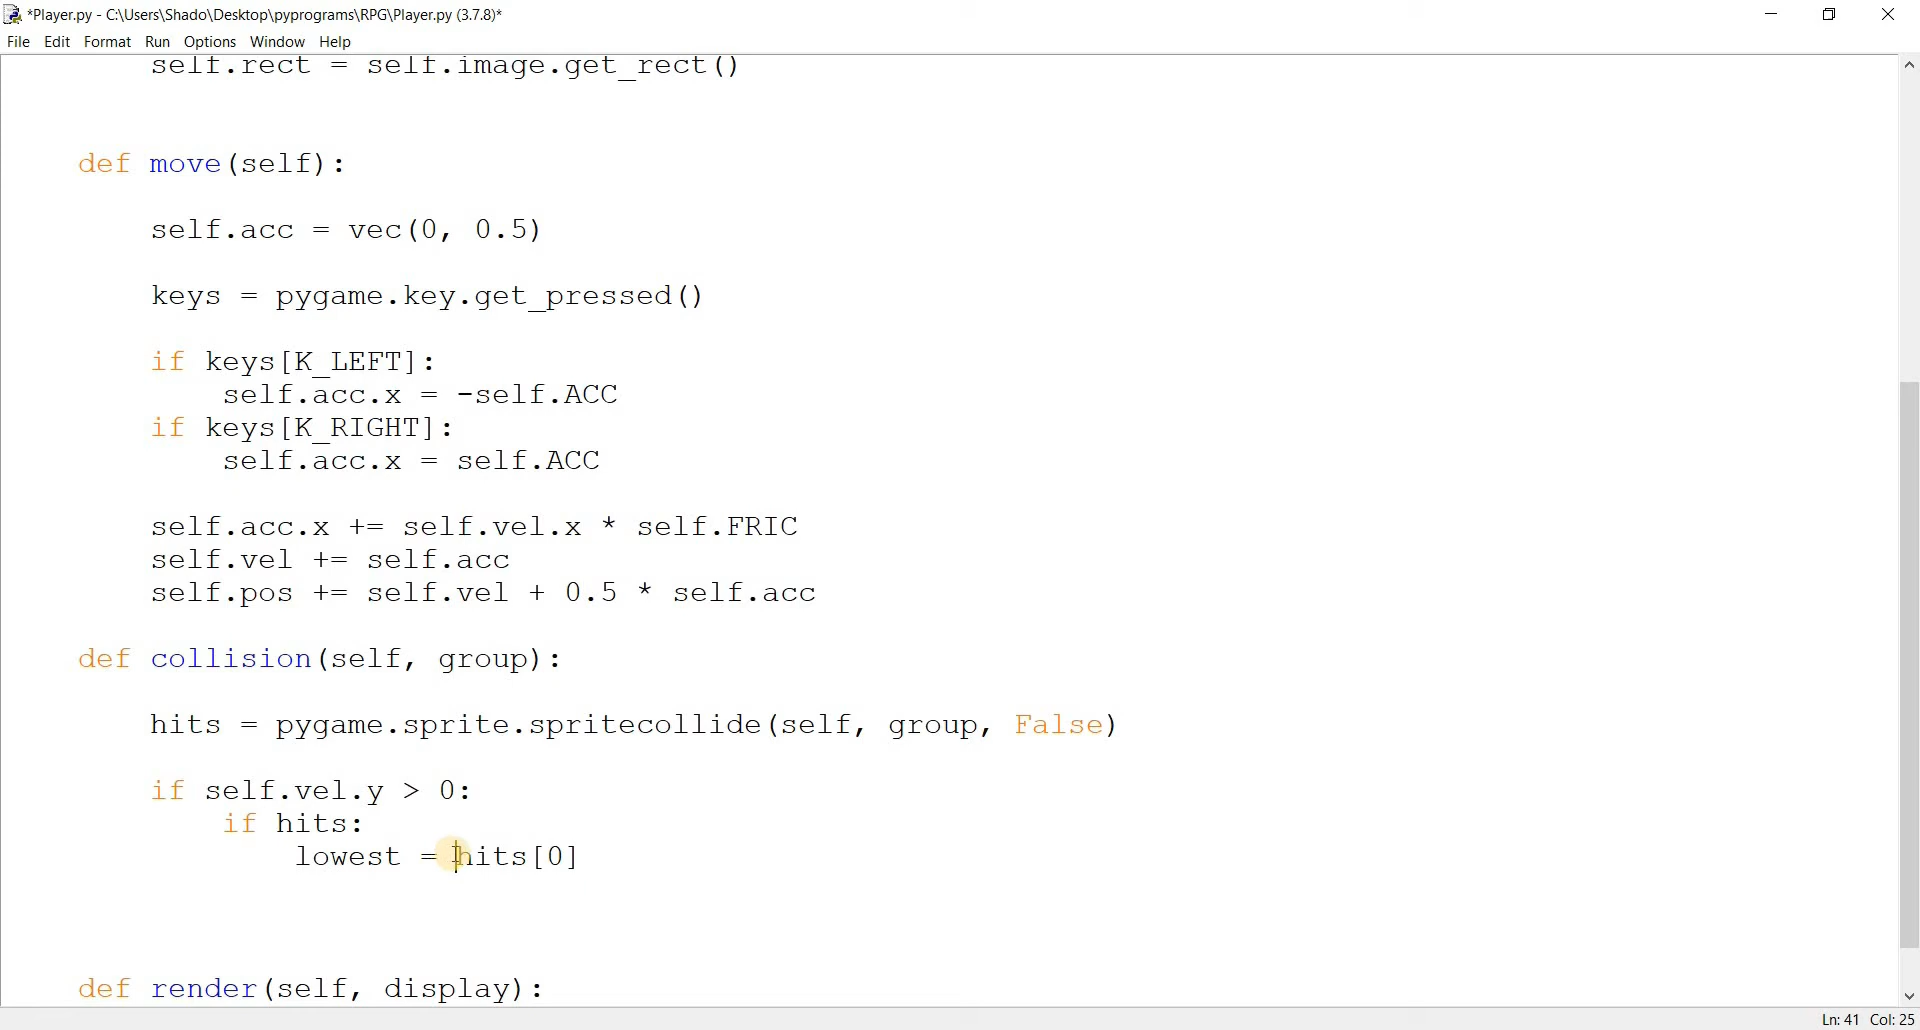 *Player.py - C:\Users\Shado\Desktop\pyprograms\RPG\Player.py (3.7.8)*
File Edit Format Run Options Window Help
self.rect = self.image.get_rect()
def move(self):
self.acc = vec(0, 0.5)
keys = pygame.key.get_pressed()
if keys[K_LEFT]:
self.acc.x = -self.ACC
if keys[K_RIGHT]:
self.acc.x = self.ACC
self.acc.x += self.vel.x * self.FRIC
self.vel += self.acc
self.pos += self.vel + 0.5 * self.acc
def collision(self, group):
hits = pygame.sprite.spritecollide(self, group, False)
if self.vel.y > 0:
if hits:
lowest = hits[0]
def render(self, display):
Ln: 41 Col: 25